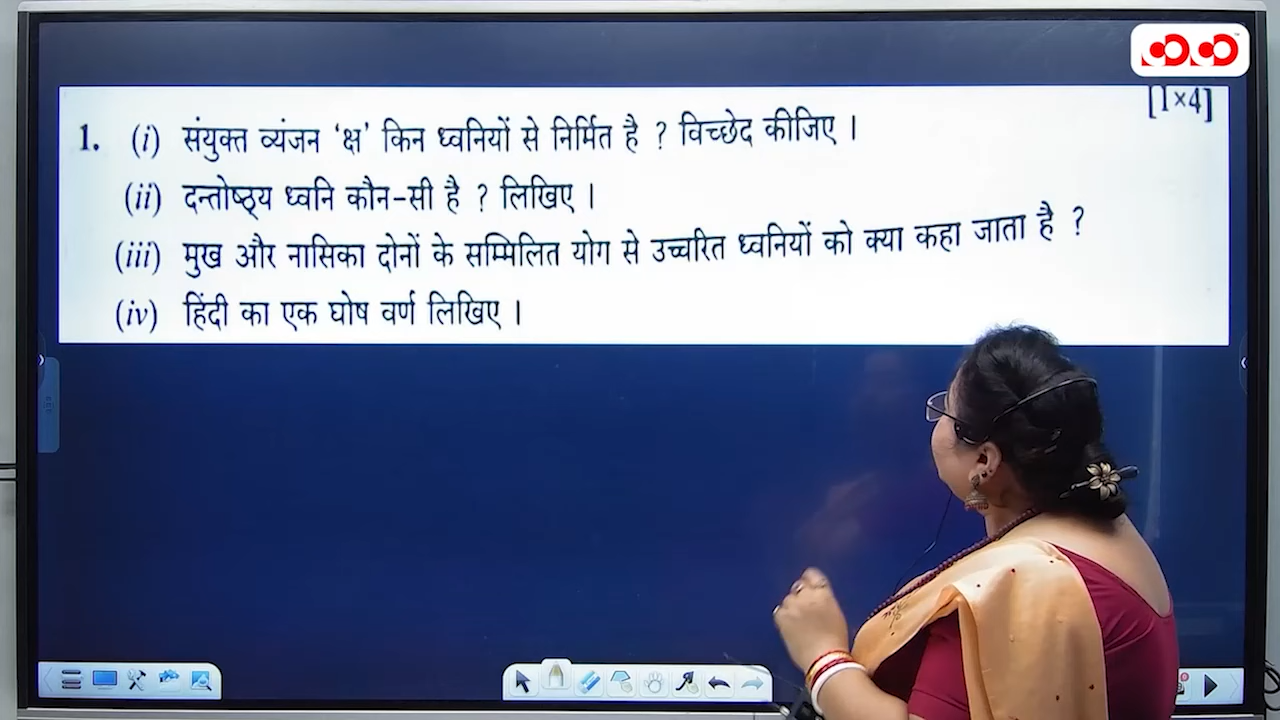 [1×4]
1. (i) संयुक्त व्यंजन ‘क्ष’ किन ध्वनियों से निर्मित है ? विच्छेद कीजिए ।
(ii) दन्तोष्ठ्य ध्वनि कौन-सी है ? लिखिए ।
(iii) मुख और नासिका दोनों के सम्मिलित योग से उच्चरित ध्वनियों को क्या कहा जाता है ?
(iv) हिंदी का एक घोष वर्ण लिखिए ।